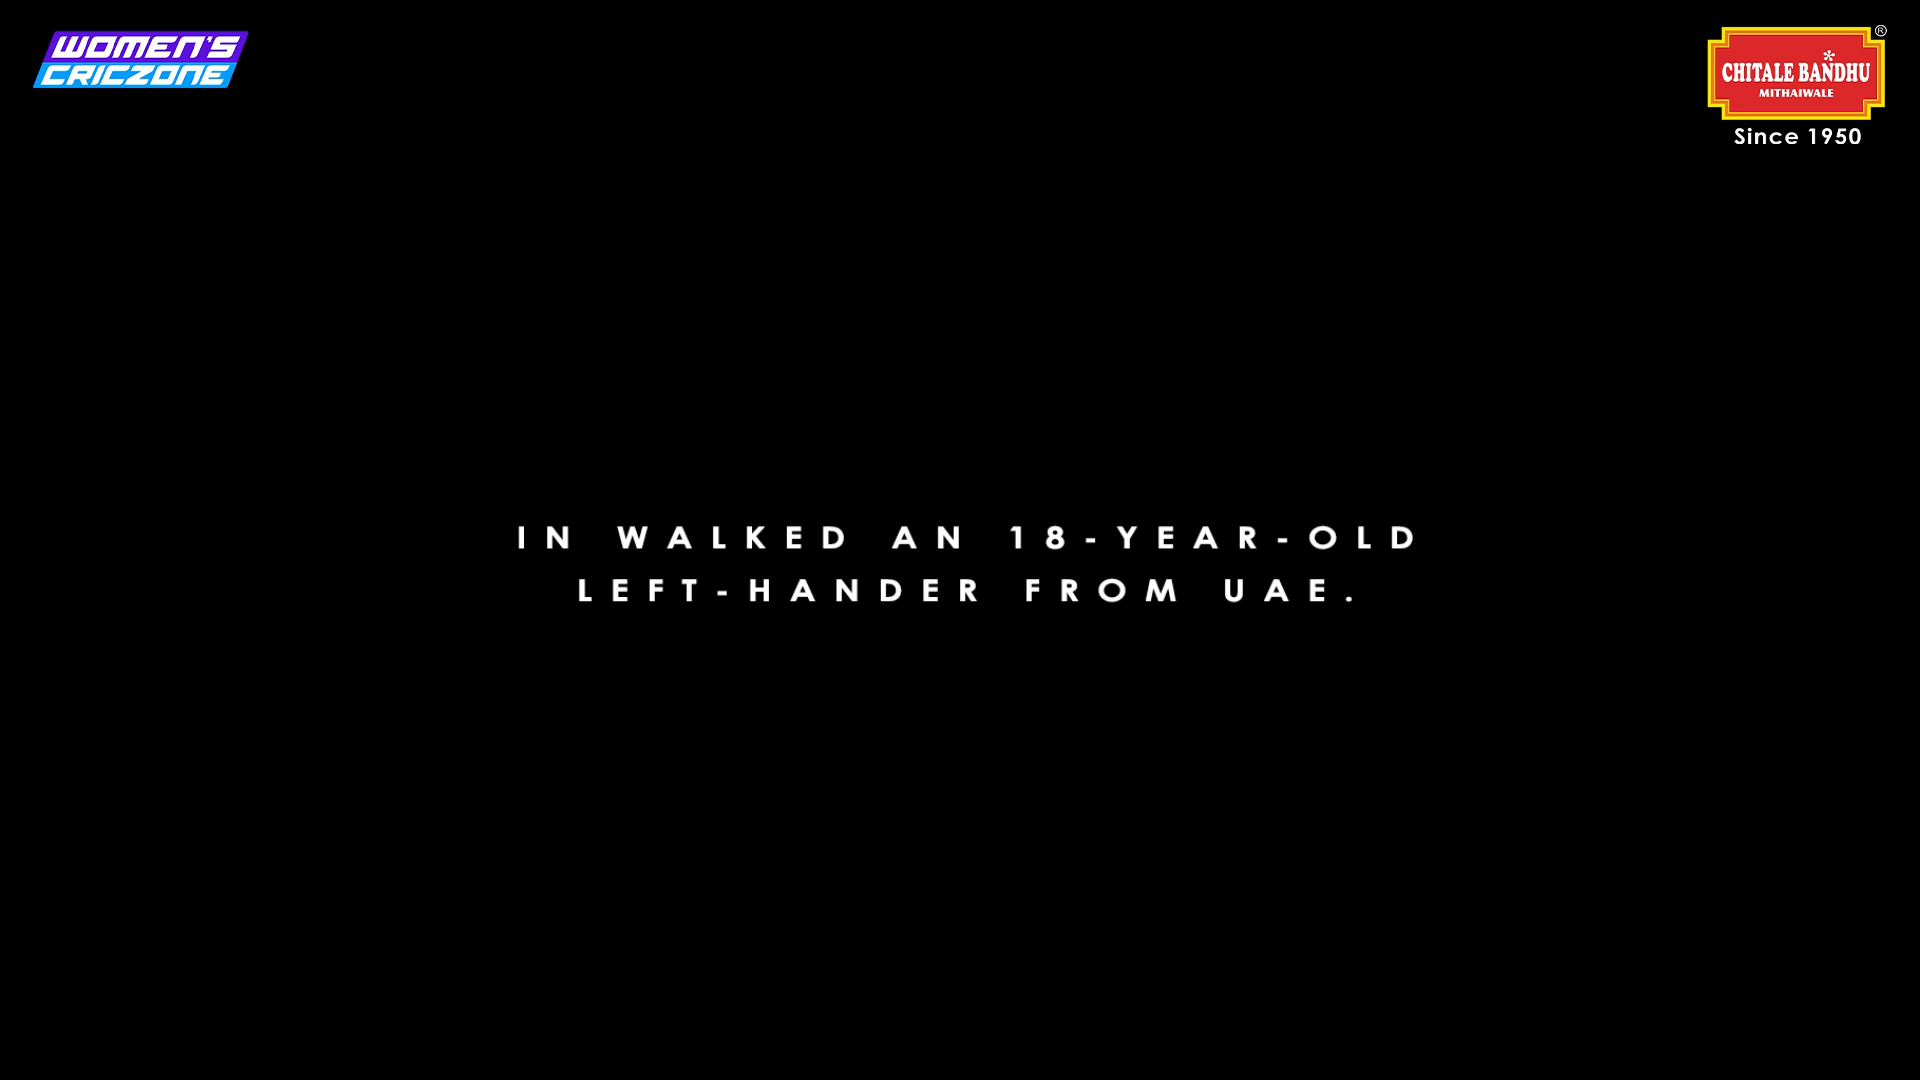 WOMEN'S
CRICZONE
®
CHITALE BANDHU
MITHAIWALE
Since 1950
IN WALKED AN 18-YEAR-OLD
LEFT-HANDER FROM UAE.